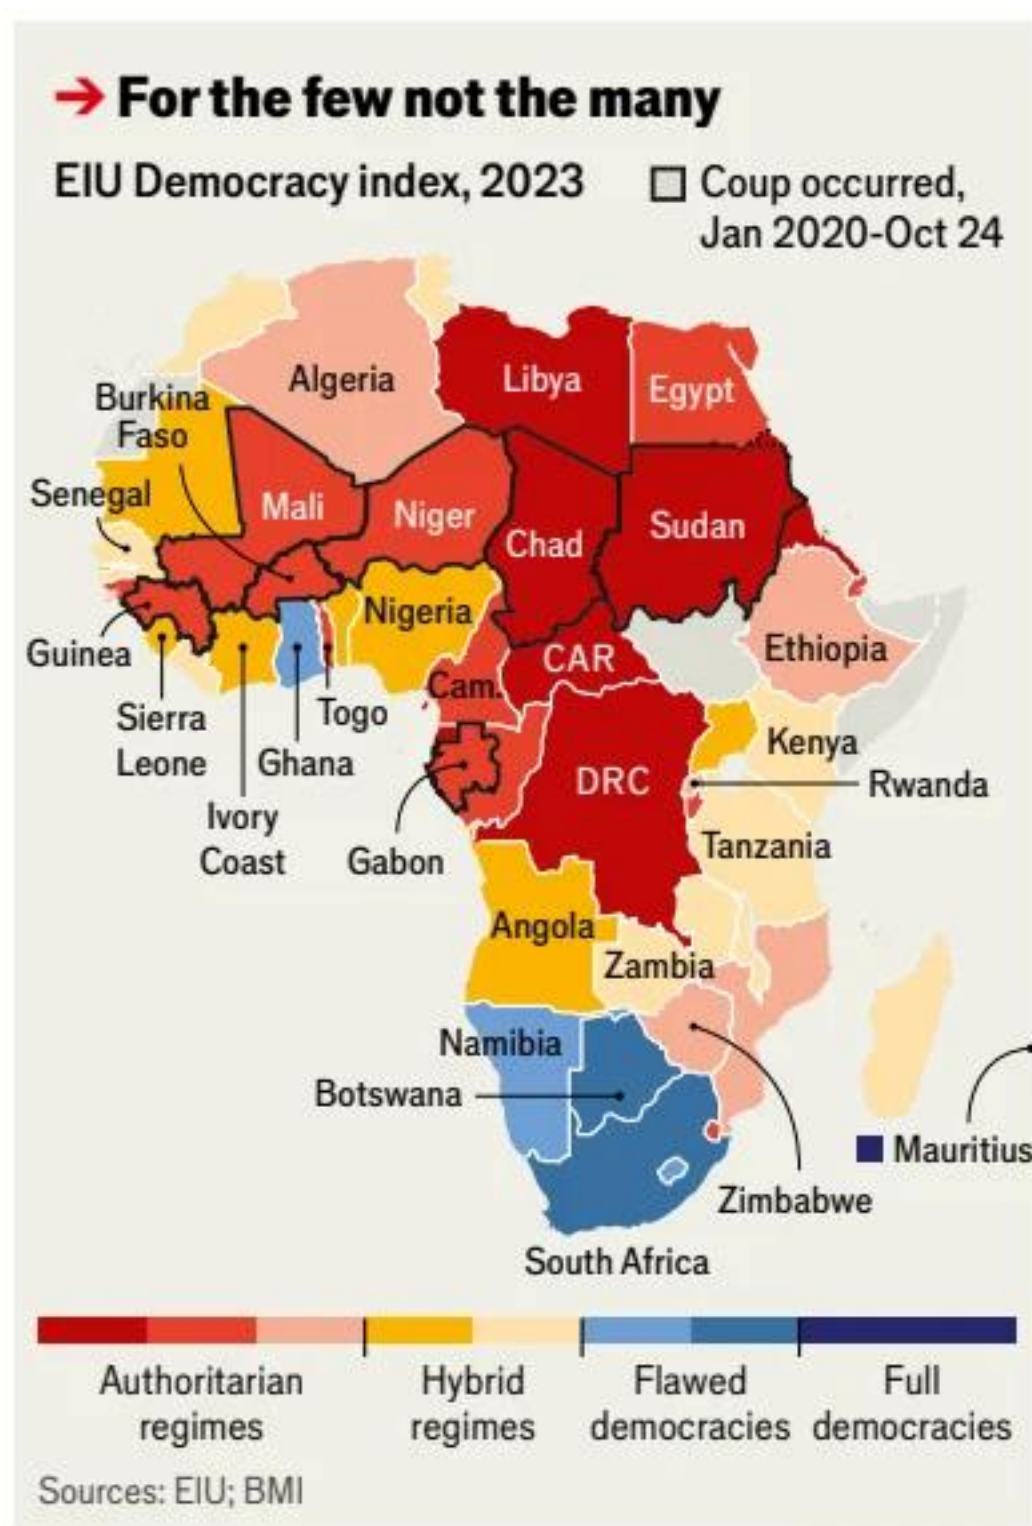 → For the few not the many
EIU Democracy index, 2023
Coup occurred,
Jan 2020-Oct 24
Algeria
Libya
Egypt
Burkina
Faso
Senegal
Mali
Niger
Chad
Sudan
Nigeria
Guinea
CAR
Ethiopia
Cam.
Sierra
Leone
Togo
Ghana
Kenya
DRC
Rwanda
Ivory
Coast
Gabon
Tanzania
Angola
Zambia
Namibia
Botswana
Mauritius
Zimbabwe
South Africa
Authoritarian
regimes
Hybrid
regimes
Flawed
democracies
Full
democracies
Sources: EIU; BMI